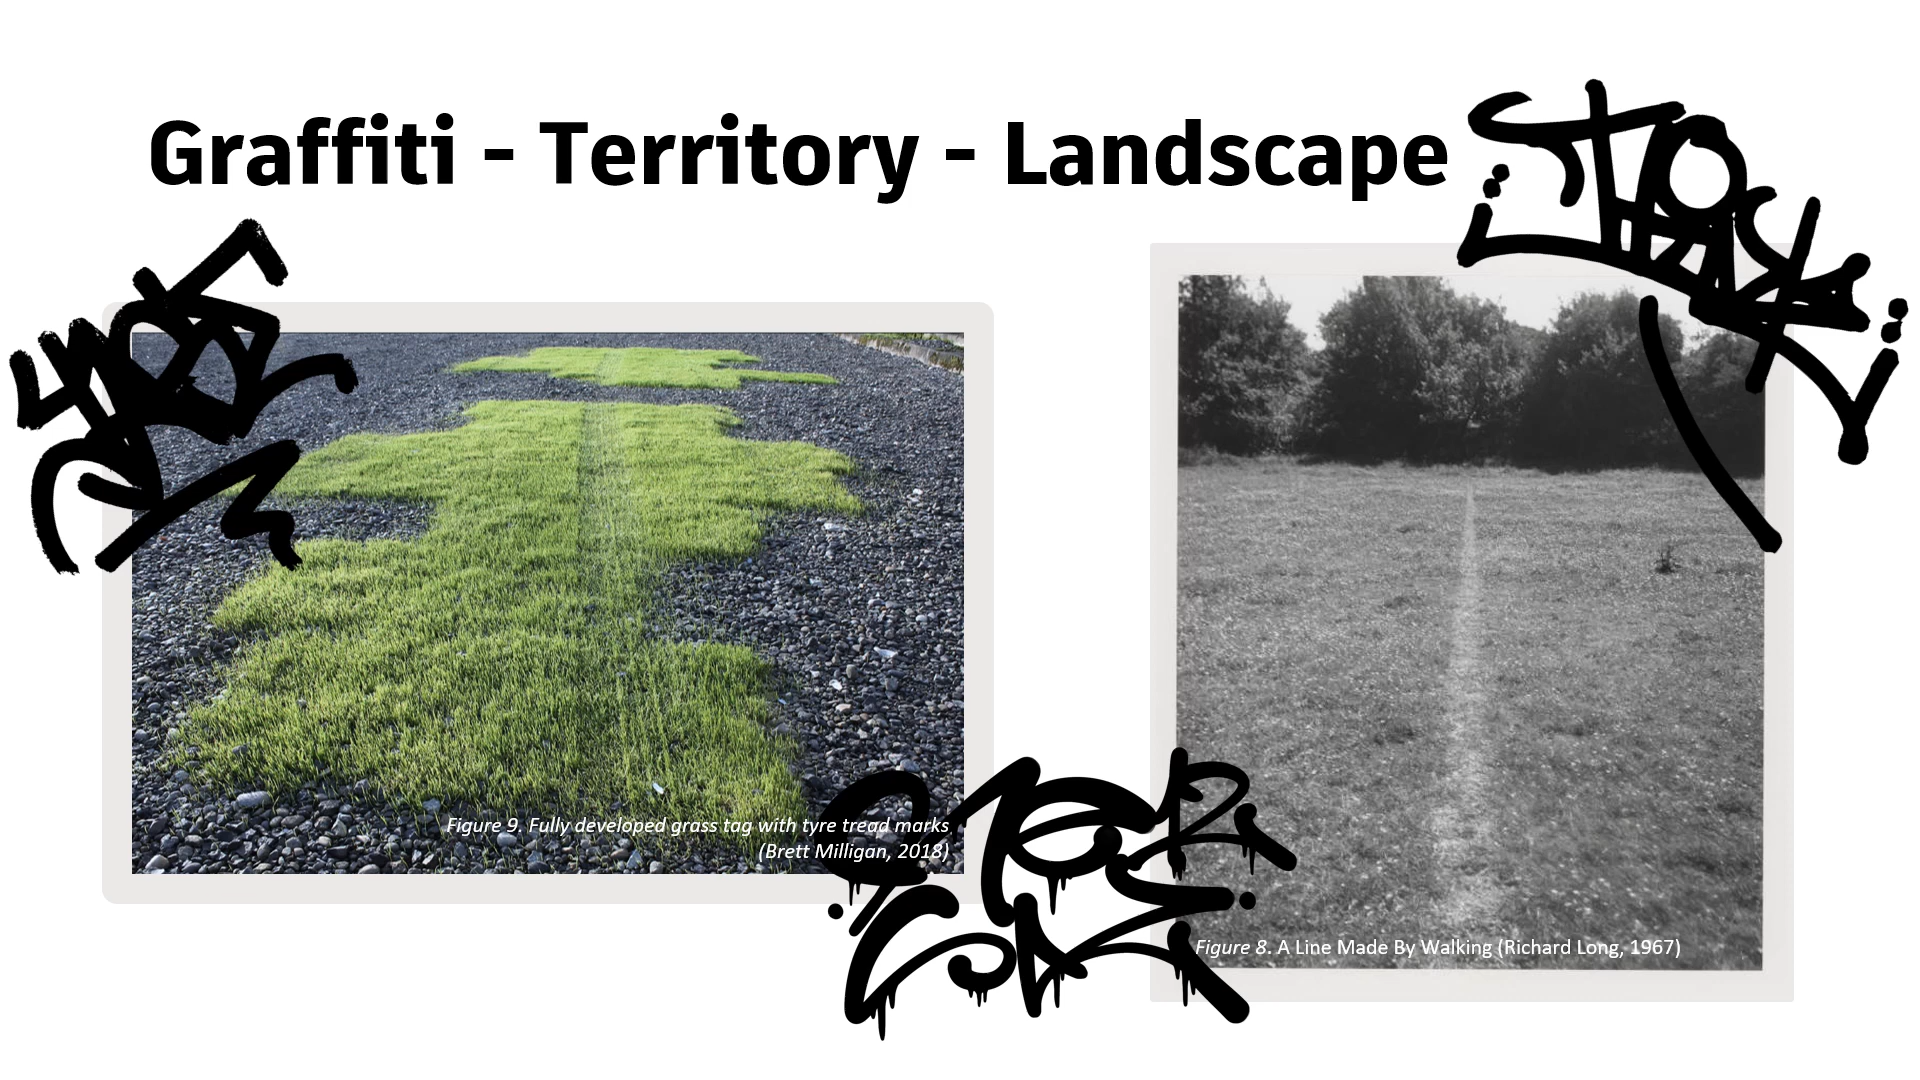 Graffiti - Territory - Landscape
Figure 9. Fully developed grass tag with tyre tread marks
(Brett Milligan, 2018)
Figure 8. A Line Made By Walking (Richard Long, 1967)